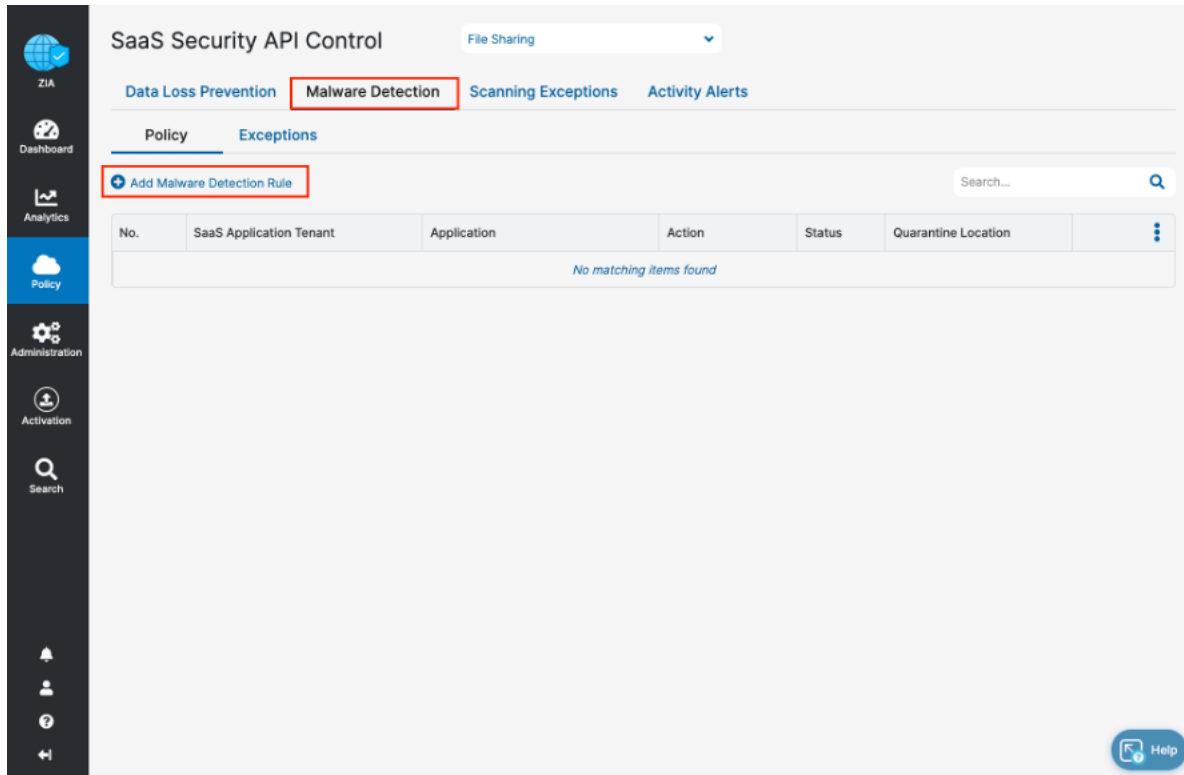 SaaS Security API Control
File Sharing
ZIA
Data Loss Prevention
Malware Detection
Scanning Exceptions
Activity Alerts
Dashboard
Policy
Exceptions
Add Malware Detection Rule
Search...
Analytics
No.
SaaS Application Tenant
Application
Action
Status
Quarantine Location
No matching items found
Policy
Administration
Activation
Search
Help